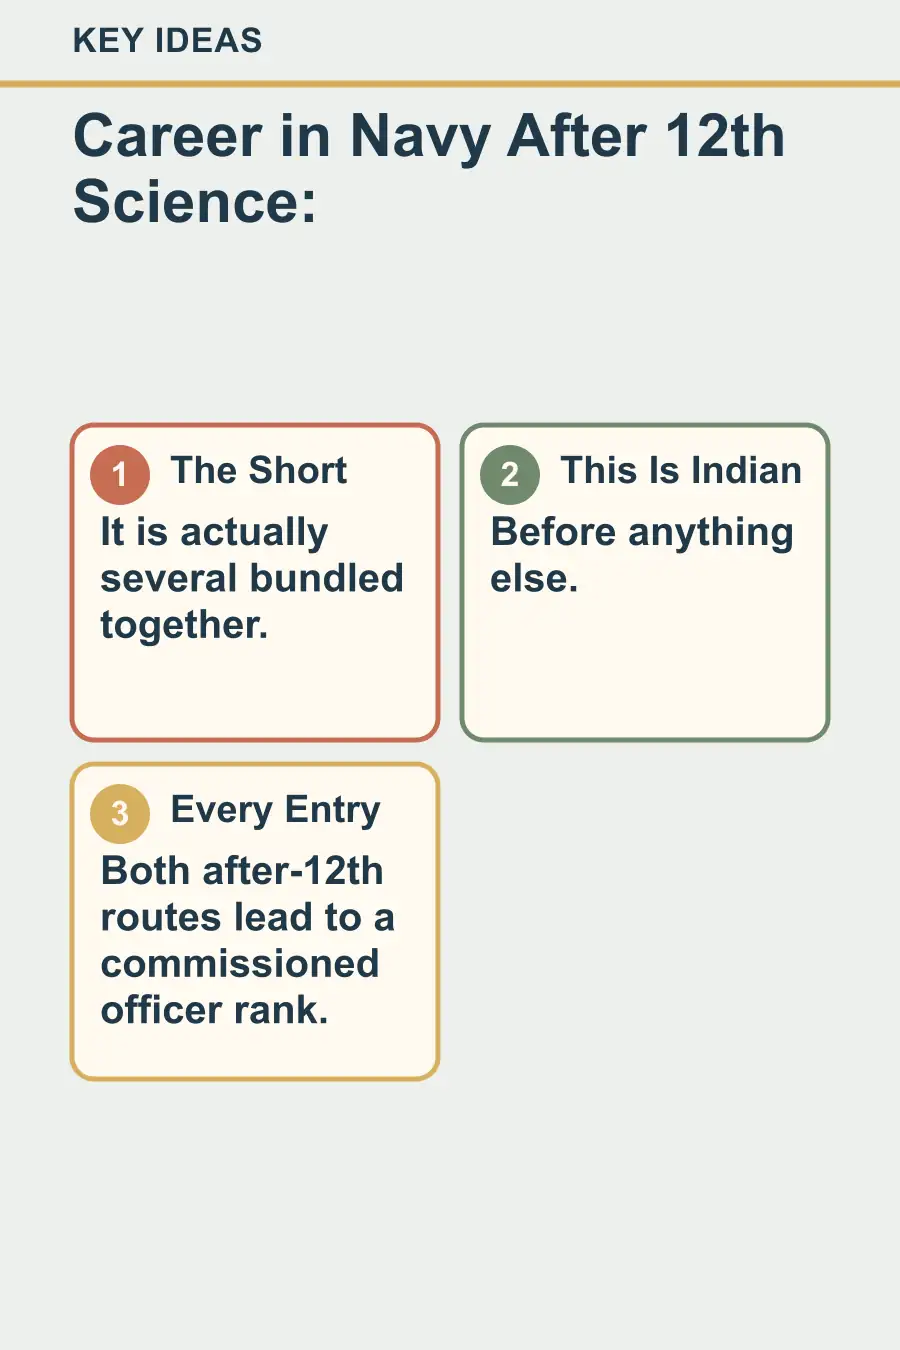 KEY IDEAS
Career in Navy After 12th
Science:
1 The Short
It is actually
several bundled
together.
2 This Is Indian
Before anything
else.
3 Every Entry
Both after-12th
routes lead to a
commissioned
officer rank.